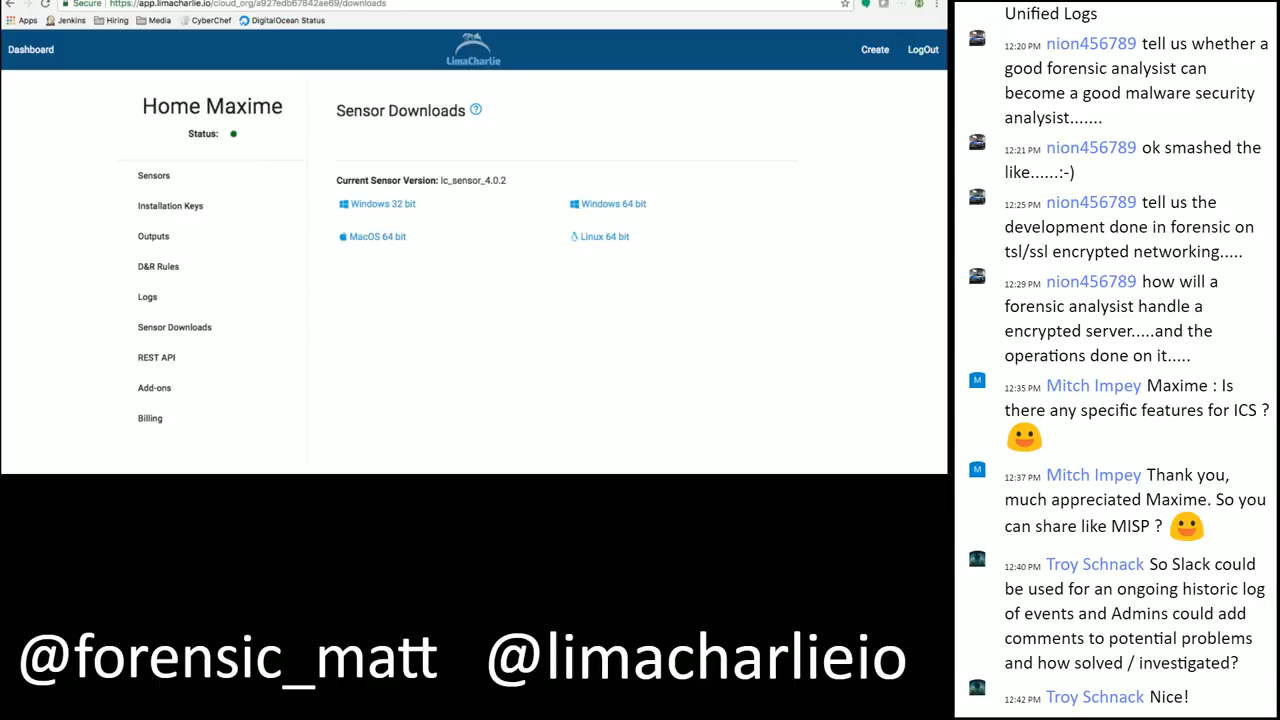 Secure https://app.limacharlie.io/cloud_org/a927edb67842ae69/downloads
Apps Jenkins Hiring Media CyberChef DigitalOcean Status
Dashboard LimaCharlie Create LogOut
Home Maxime
Status:
Sensors
Installation Keys
Outputs
D&R Rules
Logs
Sensor Downloads
REST API
Add-ons
Billing
Sensor Downloads ?
Current Sensor Version: lc_sensor_4.0.2
Windows 32 bit Windows 64 bit
MacOS 64 bit Linux 64 bit
@forensic_matt @limacharlieio
Unified Logs
12:20 PM nion456789 tell us whether a
good forensic analyst can
become a good malware security
analyst.......
12:21 PM nion456789 ok smashed the
like......:-)
12:25 PM nion456789 tell us the
development done in forensic on
tsl/ssl encrypted networking.....
12:29 PM nion456789 how will a
forensic analyst handle a
encrypted server.....and the
operations done on it.....
M
12:35 PM Mitch Impey Maxime : Is
there any specific features for ICS ?
M
12:37 PM Mitch Impey Thank you,
much appreciated Maxime. So you
can share like MISP ?
12:40 PM Troy Schnack So Slack could
be used for an ongoing historic log
of events and Admins could add
comments to potential problems
and how solved / investigated?
12:42 PM Troy Schnack Nice!